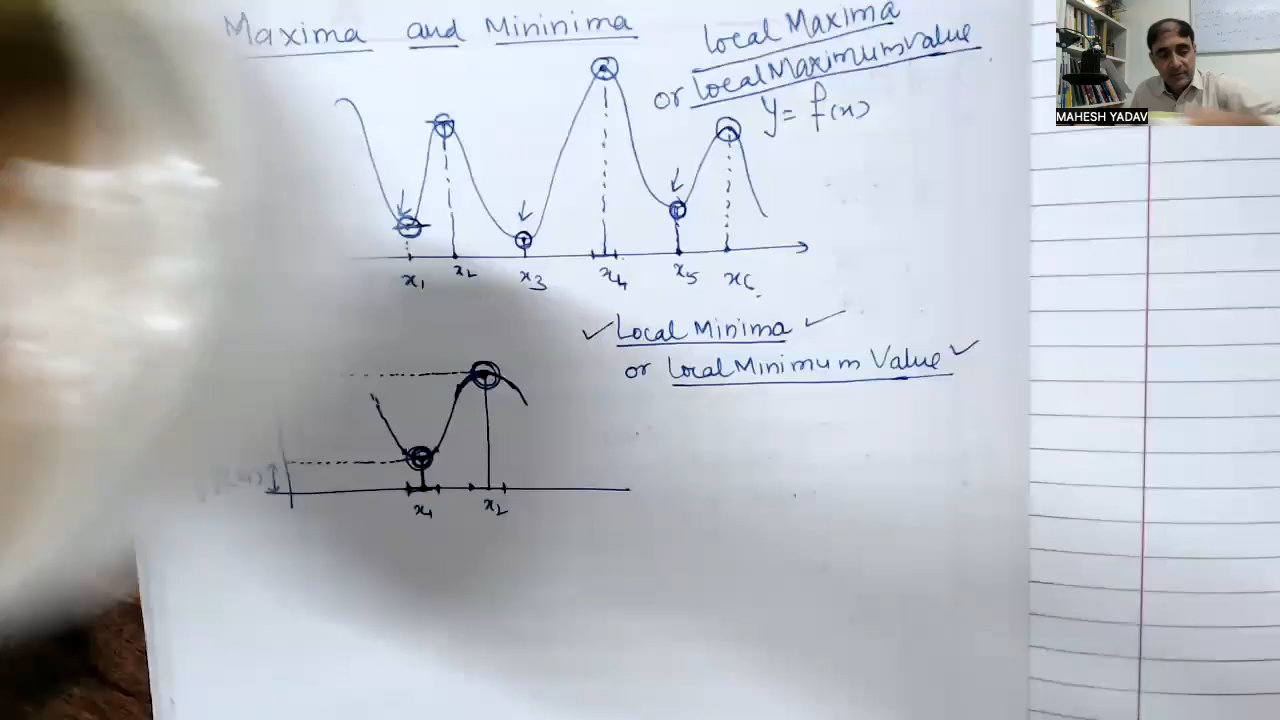 Maxima and Mininima
Local Maxima
or Local Maximum Value
y = f(x)
MAHESH YADAV
x1 x2 x3 x4 x5 x6
✓ Local Minima ✓
or Local Minimum Value ✓
x1 x2